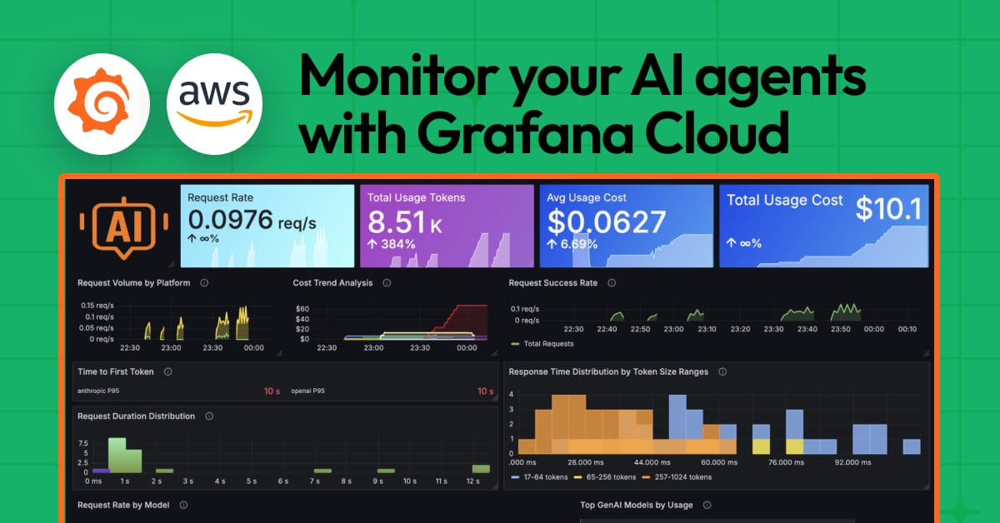 aws
Monitor your AI agents
with Grafana Cloud
AI
Request Rate
0.0976 req/s
↑ ∞%
Total Usage Tokens
8.51 K
↑ 384%
Avg Usage Cost
$0.0627
↑ 6.69%
Total Usage Cost
$10.1
↑ ∞%
Request Volume by Platform
0.15 req/s
0.1 req/s
0.05 req/s
0 req/s
22:30 23:00 23:30 00:00
Cost Trend Analysis
$60
$40
$20
$0
22:30 23:00 23:30 00:00
Request Success Rate
0.1 req/s
0 req/s
22:30 22:40 22:50 23:00 23:10 23:20 23:30 23:40 23:50 00:00 00:10
Total Requests
Time to First Token
anthropic P95 10 s openai P95 10 s
Request Duration Distribution
7.5
5
2.5
0
0 ms 1 s 2 s 3 s 4 s 5 s 6 s 7 s 8 s 9 s 10 s 11 s 12 s
Response Time Distribution by Token Size Ranges
4
3
2
1
0
.000 ms 28.000 ms 44.000 ms 60.000 ms 76.000 ms 92.000 ms
17-64 tokens 65-256 tokens 257-1024 tokens
Request Rate by Model
Top GenAI Models by Usage